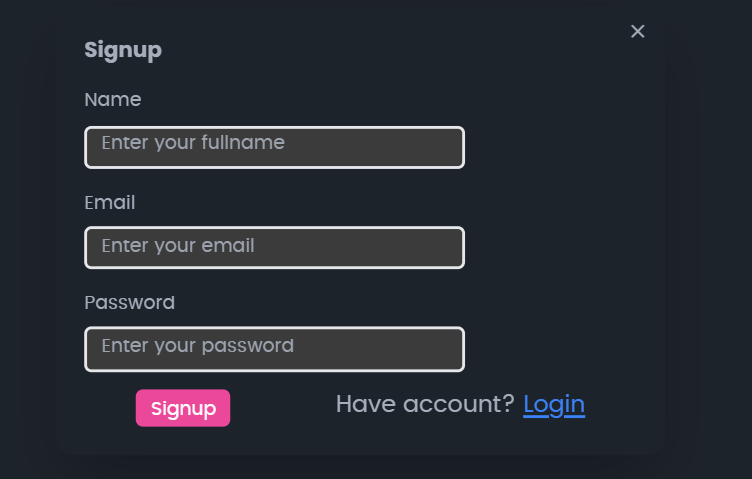 Signup
Name
Enter your fullname
Email
Enter your email
Password
Enter your password
Signup Have account? Login